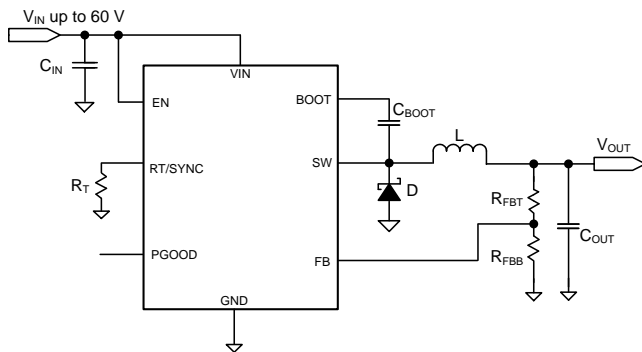 VIN up to 60 V
CIN
VIN
BOOT
CBOOT
EN
L
VOUT
SW
RT/SYNC
RT
D
RFBT
COUT
PGOOD
FB
RFBB
GND